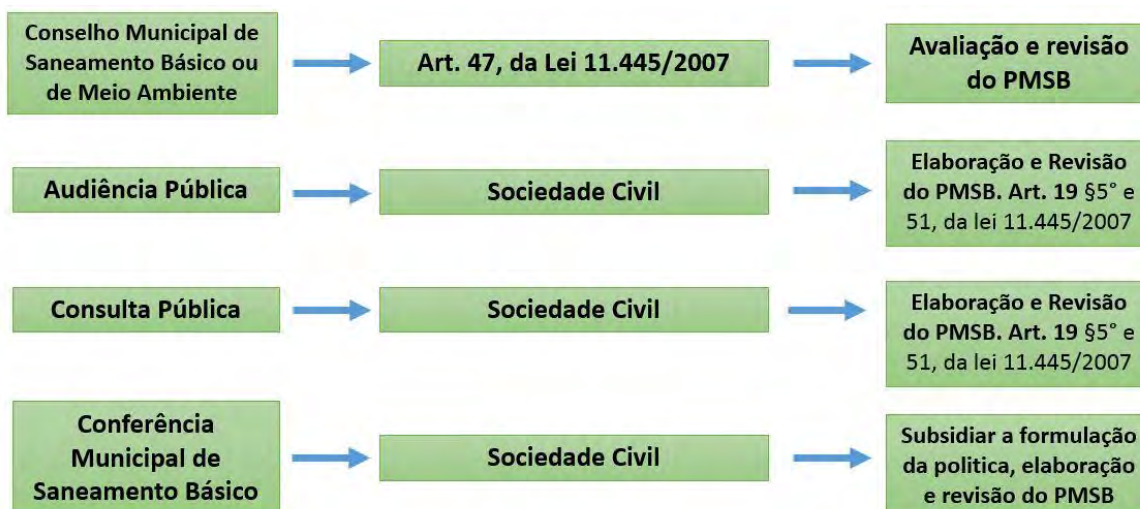 Conselho Municipal de
Saneamento Básico ou
de Meio Ambiente
Art. 47, da Lei 11.445/2007
Avaliação e revisão
do PMSB
Audiência Pública
Sociedade Civil
Elaboração e Revisão
do PMSB. Art. 19 §5° e
51, da lei 11.445/2007
Consulta Pública
Sociedade Civil
Elaboração e Revisão
do PMSB. Art. 19 §5° e
51, da lei 11.445/2007
Conferência
Municipal de
Saneamento Básico
Sociedade Civil
Subsidiar a formulação
da politica, elaboração
e revisão do PMSB